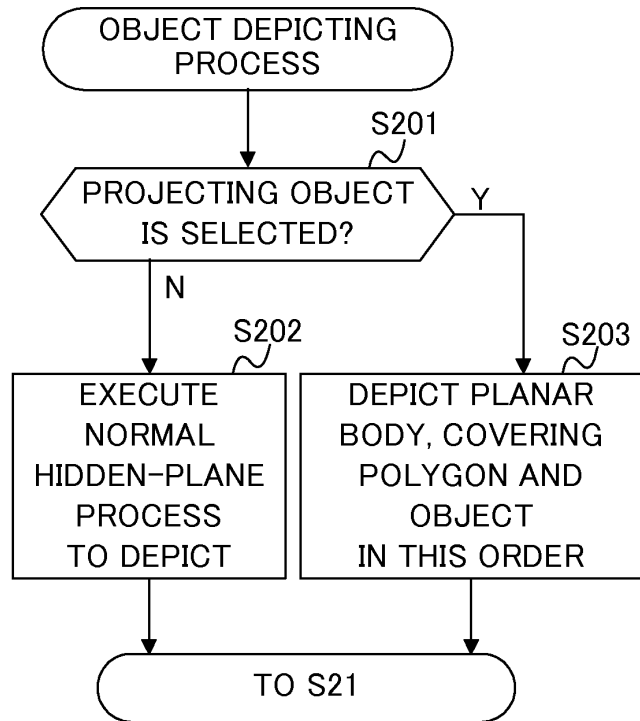 OBJECT DEPICTING
PROCESS
S201
PROJECTING OBJECT
IS SELECTED?
Y
N
S202
EXECUTE
NORMAL
HIDDEN-PLANE
PROCESS
TO DEPICT
S203
DEPICT PLANAR
BODY, COVERING
POLYGON AND
OBJECT
IN THIS ORDER
TO S21